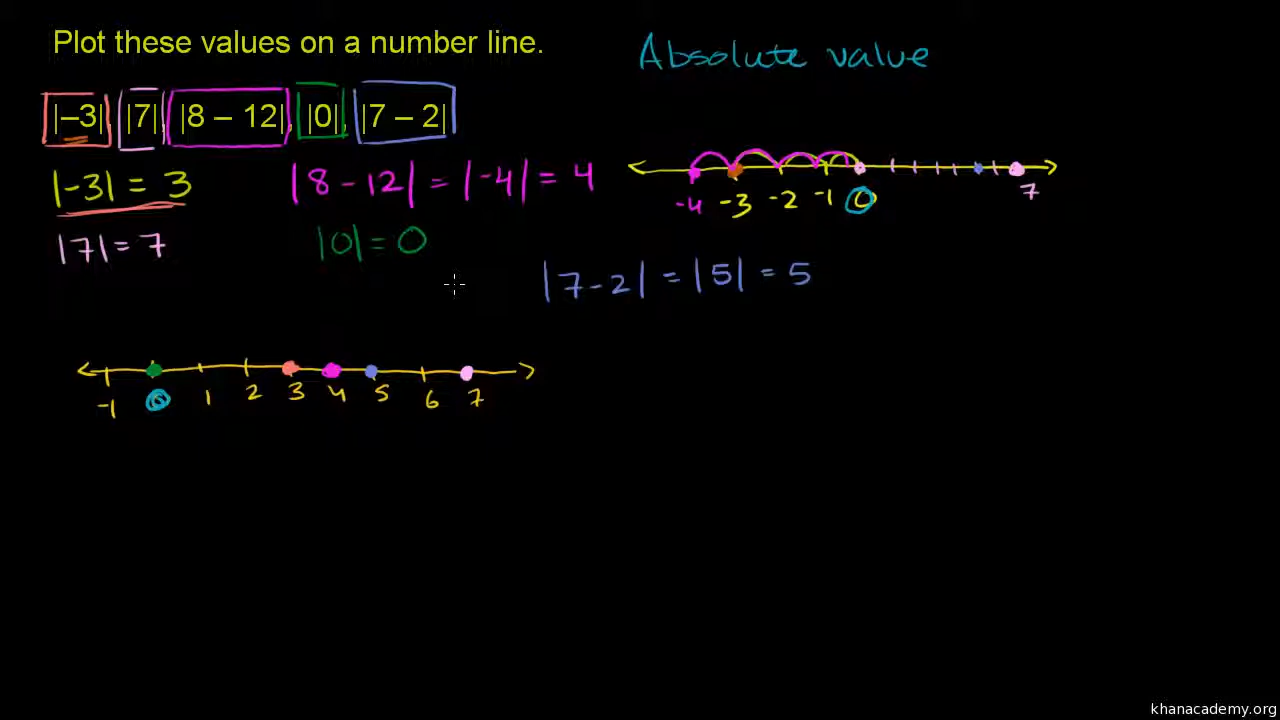 Plot these values on a number line.
Absolute value
|–3|, |7|, |8 – 12|, |0|, |7 – 2|
|-3| = 3
|8 - 12| = |-4| = 4
-4 -3 -2 -1 0 7
|7| = 7
|0| = 0
|7 - 2| = |5| = 5
-1 0 1 2 3 4 5 6 7
khanacademy.org